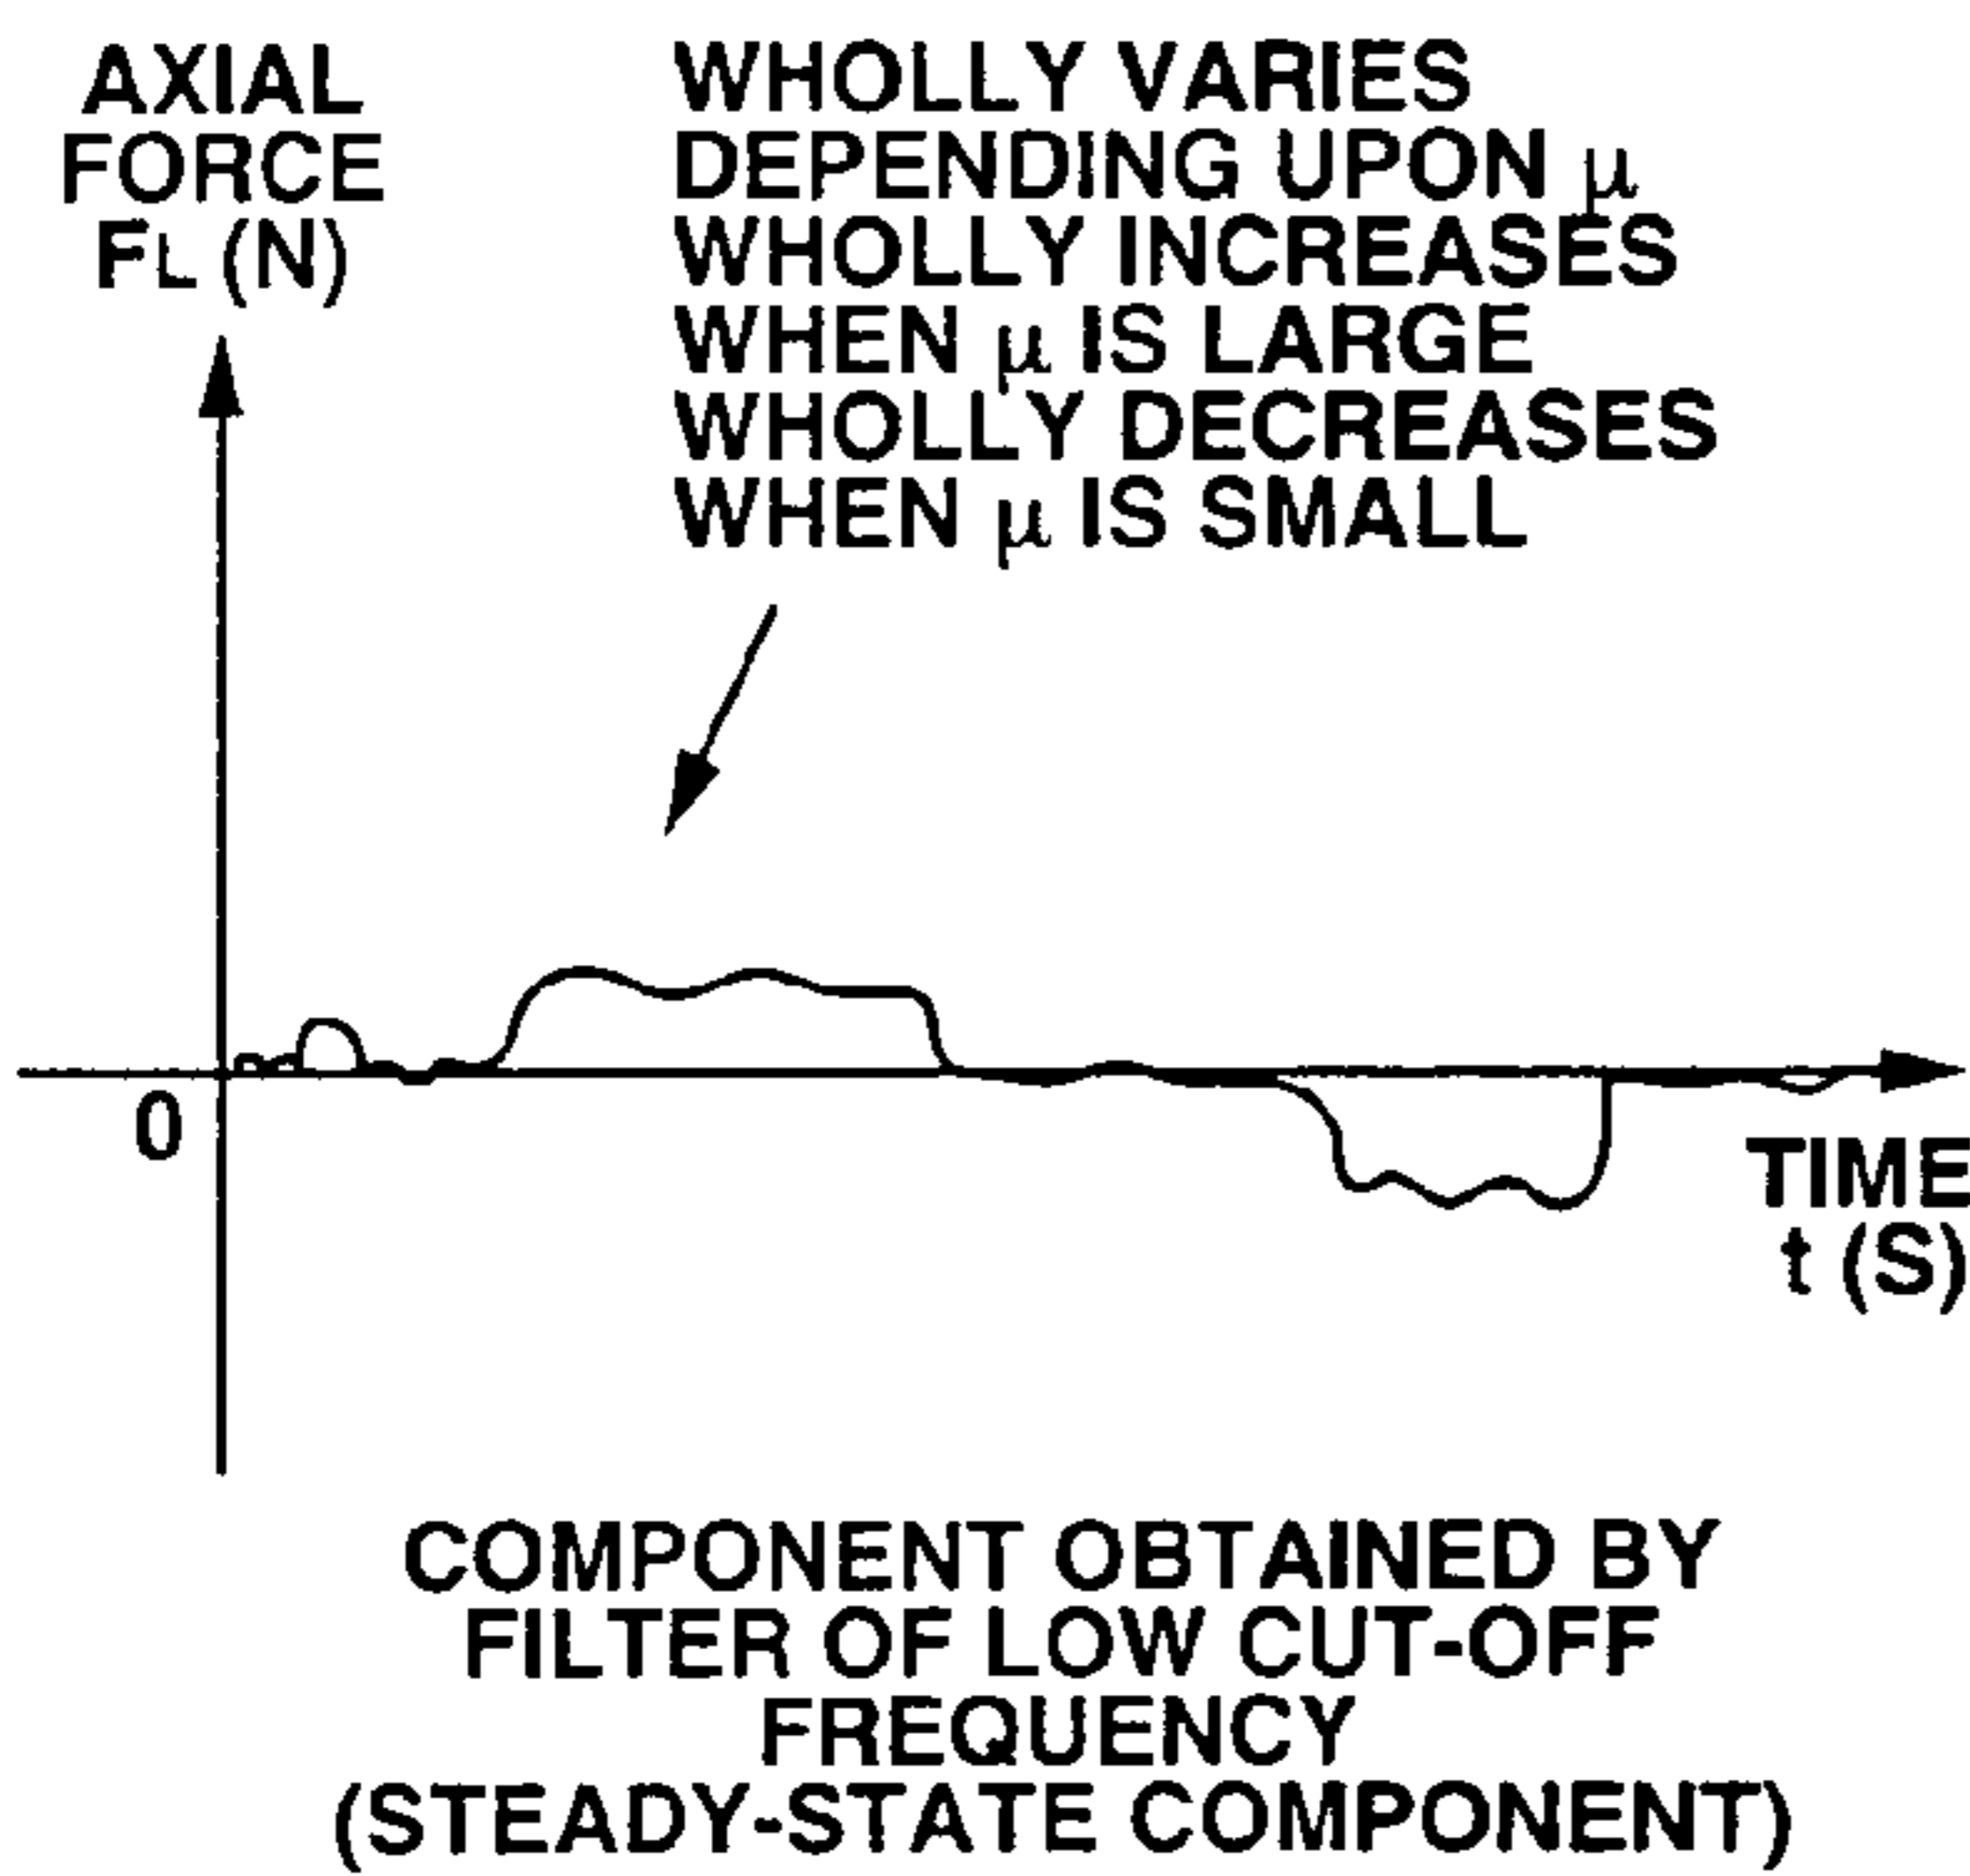 AXIAL
FORCE
FL (N)
WHOLLY VARIES
DEPENDING UPON μ
WHOLLY INCREASES
WHEN μ IS LARGE
WHOLLY DECREASES
WHEN μ IS SMALL
0
TIME
t (S)
COMPONENT OBTAINED BY
FILTER OF LOW CUT-OFF
FREQUENCY
(STEADY-STATE COMPONENT)